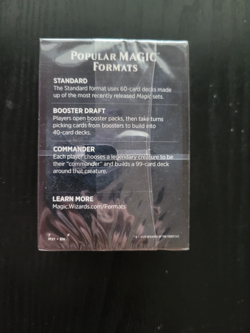 POPULAR MAGIC™
FORMATS
STANDARD
The Standard format uses 60-card decks made
up of the most recently released Magic sets.
BOOSTER DRAFT
Players open booster packs, then take turns
picking cards from boosters to build into
40-card decks.
COMMANDER
Each player chooses a legendary creature to be
their "commander" and builds a 99-card deck
around that creature.
LEARN MORE
Magic.Wizards.com/Formats